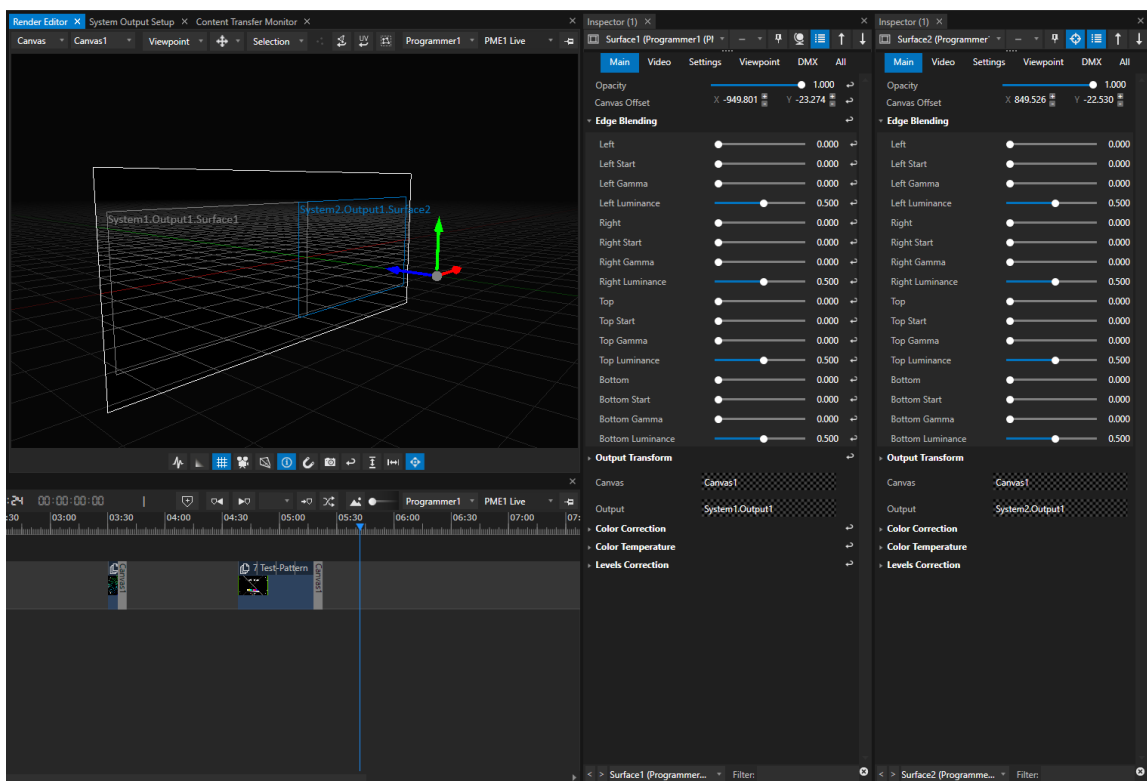 Render Editor × System Output Setup × Content Transfer Monitor ×
Canvas Canvas1 Viewpoint Selection UV Programmer1 PME1 Live
System1.Output1.Surface1
System2.Output1.Surface2
:24 00:00:00:00 Programmer1 PME1 Live
:30 03:00 03:30 04:00 04:30 05:00 05:30 06:00 06:30 07:00 07:
Canvas1
7 Test-Pattern
Canvas1
Inspector (1) ×
Surface1 (Programmer1 (P
Main Video Settings Viewpoint DMX All
Opacity 1.000
Canvas Offset X -949.801 Y -23.274
Edge Blending
Left 0.000
Left Start 0.000
Left Gamma 0.000
Left Luminance 0.500
Right 0.000
Right Start 0.000
Right Gamma 0.000
Right Luminance 0.500
Top 0.000
Top Start 0.000
Top Gamma 0.000
Top Luminance 0.500
Bottom 0.000
Bottom Start 0.000
Bottom Gamma 0.000
Bottom Luminance 0.500
Output Transform
Canvas Canvas1
Output System1.Output1
Color Correction
Color Temperature
Levels Correction
< > Surface1 (Programmer... Filter:
Inspector (1) ×
Surface2 (Programmer
Main Video Settings Viewpoint DMX All
Opacity 1.000
Canvas Offset X 849.526 Y -22.530
Edge Blending
Left 0.000
Left Start 0.000
Left Gamma 0.000
Left Luminance 0.500
Right 0.000
Right Start 0.000
Right Gamma 0.000
Right Luminance 0.500
Top 0.000
Top Start 0.000
Top Gamma 0.000
Top Luminance 0.500
Bottom 0.000
Bottom Start 0.000
Bottom Gamma 0.000
Bottom Luminance 0.500
Output Transform
Canvas Canvas1
Output System2.Output1
Color Correction
Color Temperature
Levels Correction
< > Surface2 (Programme... Filter: